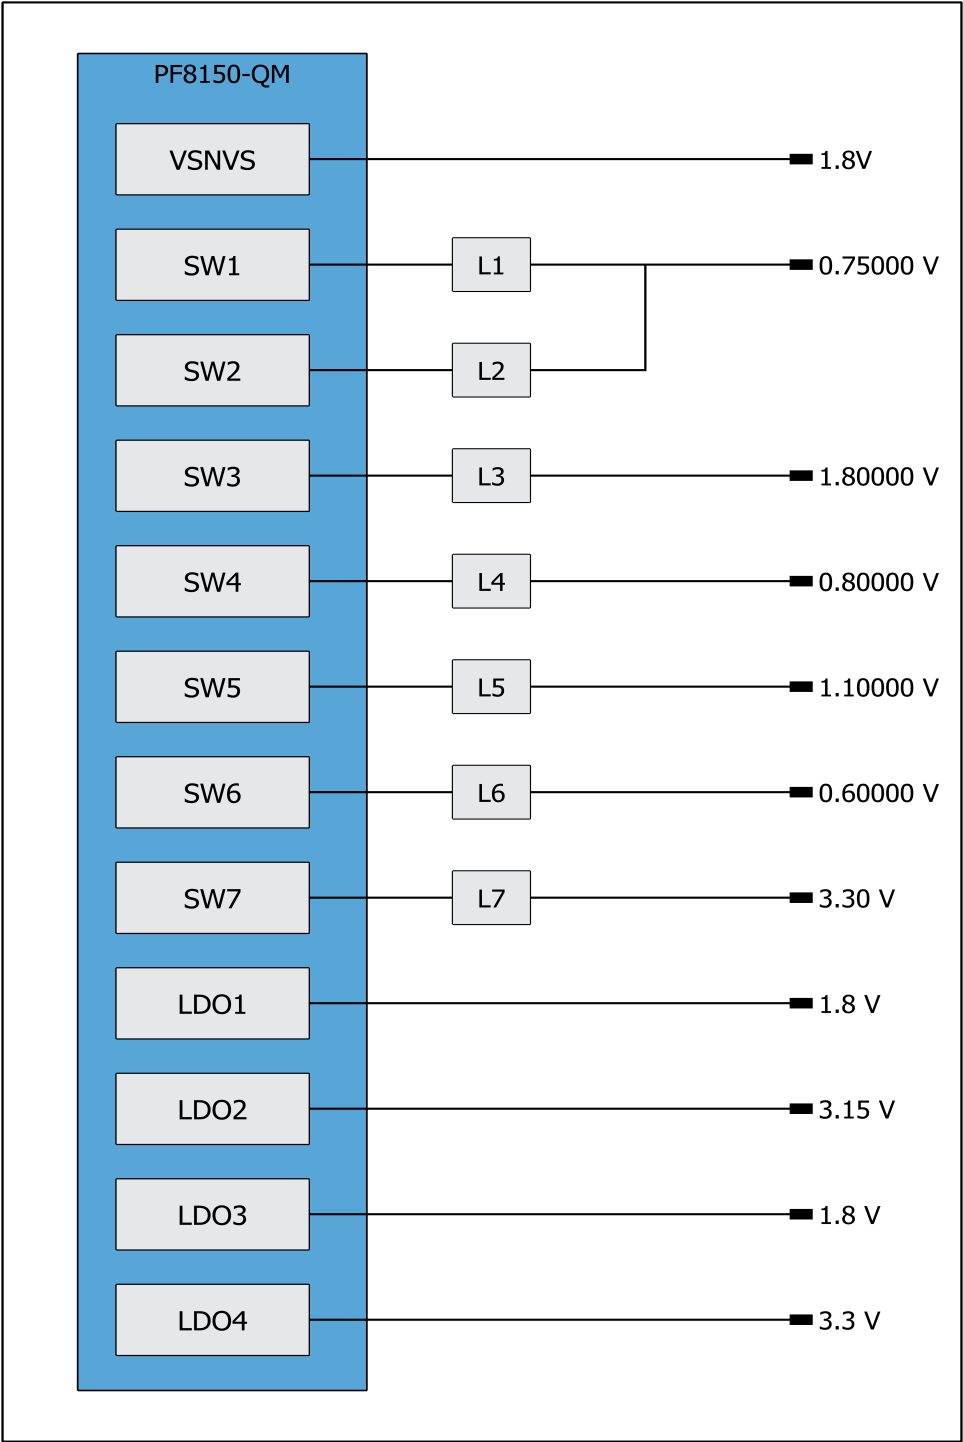 PF8150-QM
VSNVS 1.8V
SW1 L1 0.75000 V
SW2 L2
SW3 L3 1.80000 V
SW4 L4 0.80000 V
SW5 L5 1.10000 V
SW6 L6 0.60000 V
SW7 L7 3.30 V
LDO1 1.8 V
LDO2 3.15 V
LDO3 1.8 V
LDO4 3.3 V